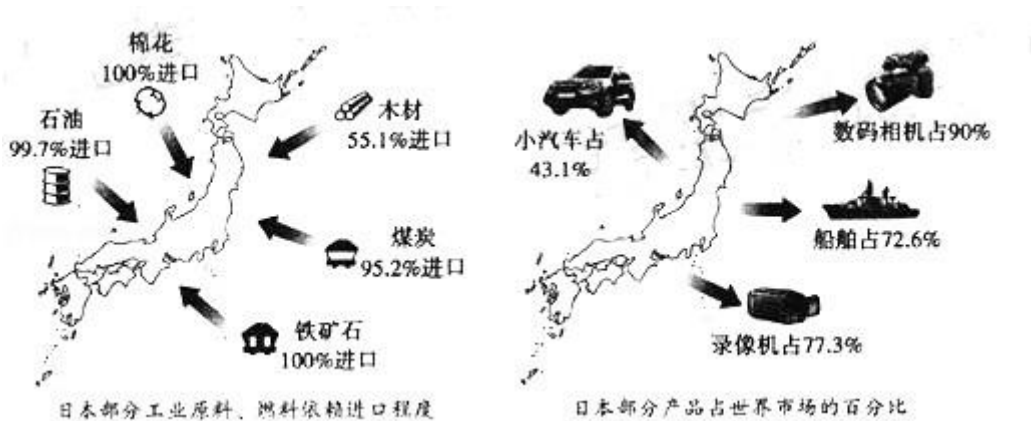 棉花
100%进口
石油
99.7%进口
木材
55.1%进口
煤炭
95.2%进口
铁矿石
100%进口
日本部分工业原料、燃料依赖进口程度
小汽车占
43.1%
数码相机占90%
船舶占72.6%
录像机占77.3%
日本部分产品占世界市场的百分比